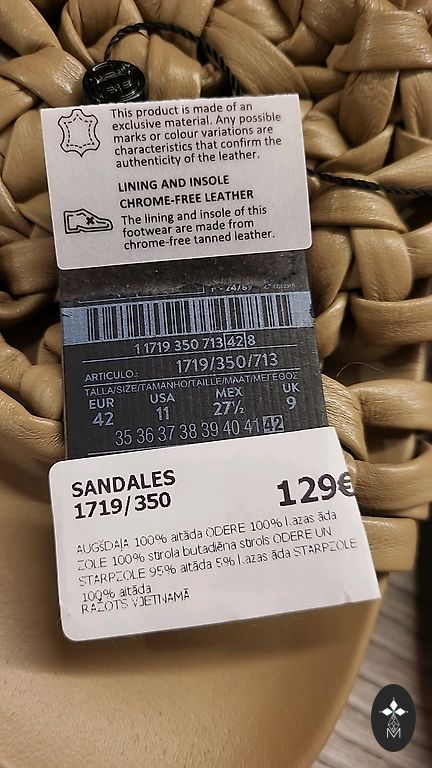 This product is made of an
exclusive material. Any possible
marks or colour variations are
characteristics that confirm the
authenticity of the leather.
LINING AND INSOLE
CHROME-FREE LEATHER
The lining and insole of this
footwear are made from
chrome-free tanned leather.
1 1719 350 713 42 8
ARTICULO.: 1719/350/713
TALLA/SIZE/TAMANHO/TAILLE/MAAT/ΜΕΓΕΘΟΣ
EUR USA MEX UK
42 11 27½ 9
35 36 37 38 39 40 41 42
SANDALES
1719/350
129€
AUGŠDAĻA 100% aitāda ODERE 100% Lazas āda
ZOLE 100% stirola butadiēna stirols ODERE UN
STARPZOLE 95% aitāda 5% Lazas āda STARPZOLE
100% aitāda
RAŽOTS VJETNAMĀ
M